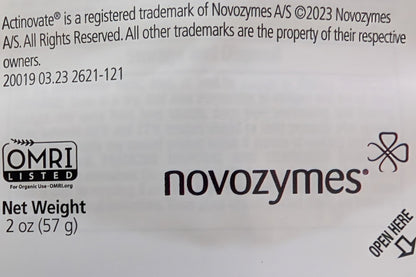 Actinovate® is a registered trademark of Novozymes A/S ©2023 Novozymes
A/S. All Rights Reserved. All other trademarks are the property of their respective
owners.
20019 03.23 2621-121
OMRI
LISTED
For Organic Use · OMRI.org
novozymes
Net Weight
2 oz (57 g)
OPEN HERE